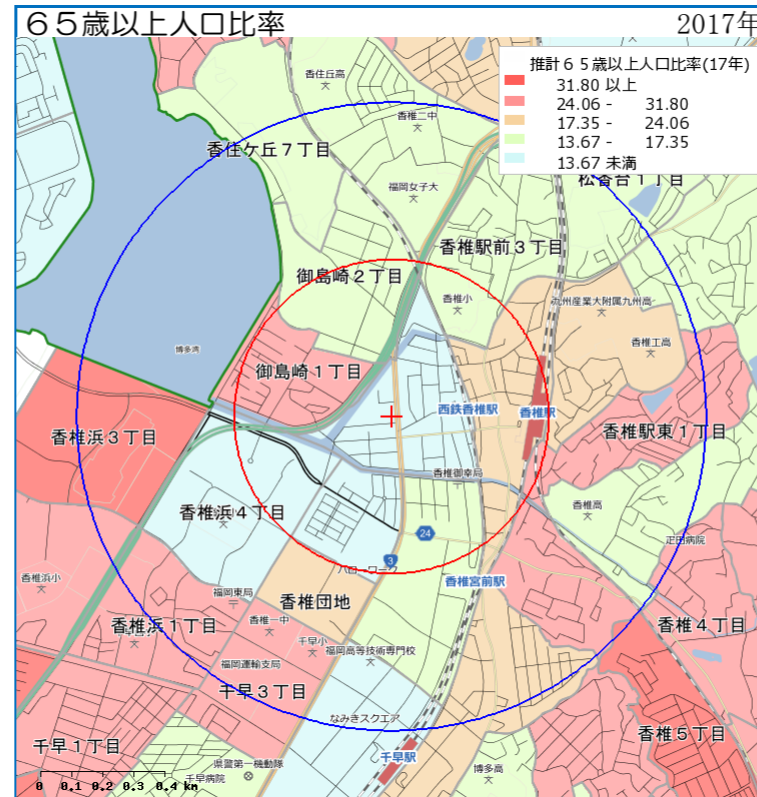 65歳以上人口比率
2017年
推計65歳以上人口比率(17年)
31.80 以上
24.06 - 31.80
17.35 - 24.06
13.67 - 17.35
13.67 未満
香住丘高
香椎二中
香住ケ丘7丁目
福岡女子大
松香台1丁目
香椎駅前3丁目
御島崎2丁目
香椎小
九州産業大附属九州高
香椎工高
博多湾
御島崎1丁目
西鉄香椎駅
香椎駅
香椎浜3丁目
香椎駅東1丁目
香椎御幸局
香椎浜4丁目
香椎高
24
疋田病院
3
ハローワーク
香椎浜小
香椎宮前駅
福岡東局
香椎団地
香椎浜1丁目
香椎一中
千早小
香椎4丁目
福岡高等技術専門校
福岡運輸支局
千早3丁目
なみきスクエア
香椎5丁目
千早1丁目
千早駅
県警第一機動隊
博多高
千早病院
0 0.1 0.2 0.3 0.4 km